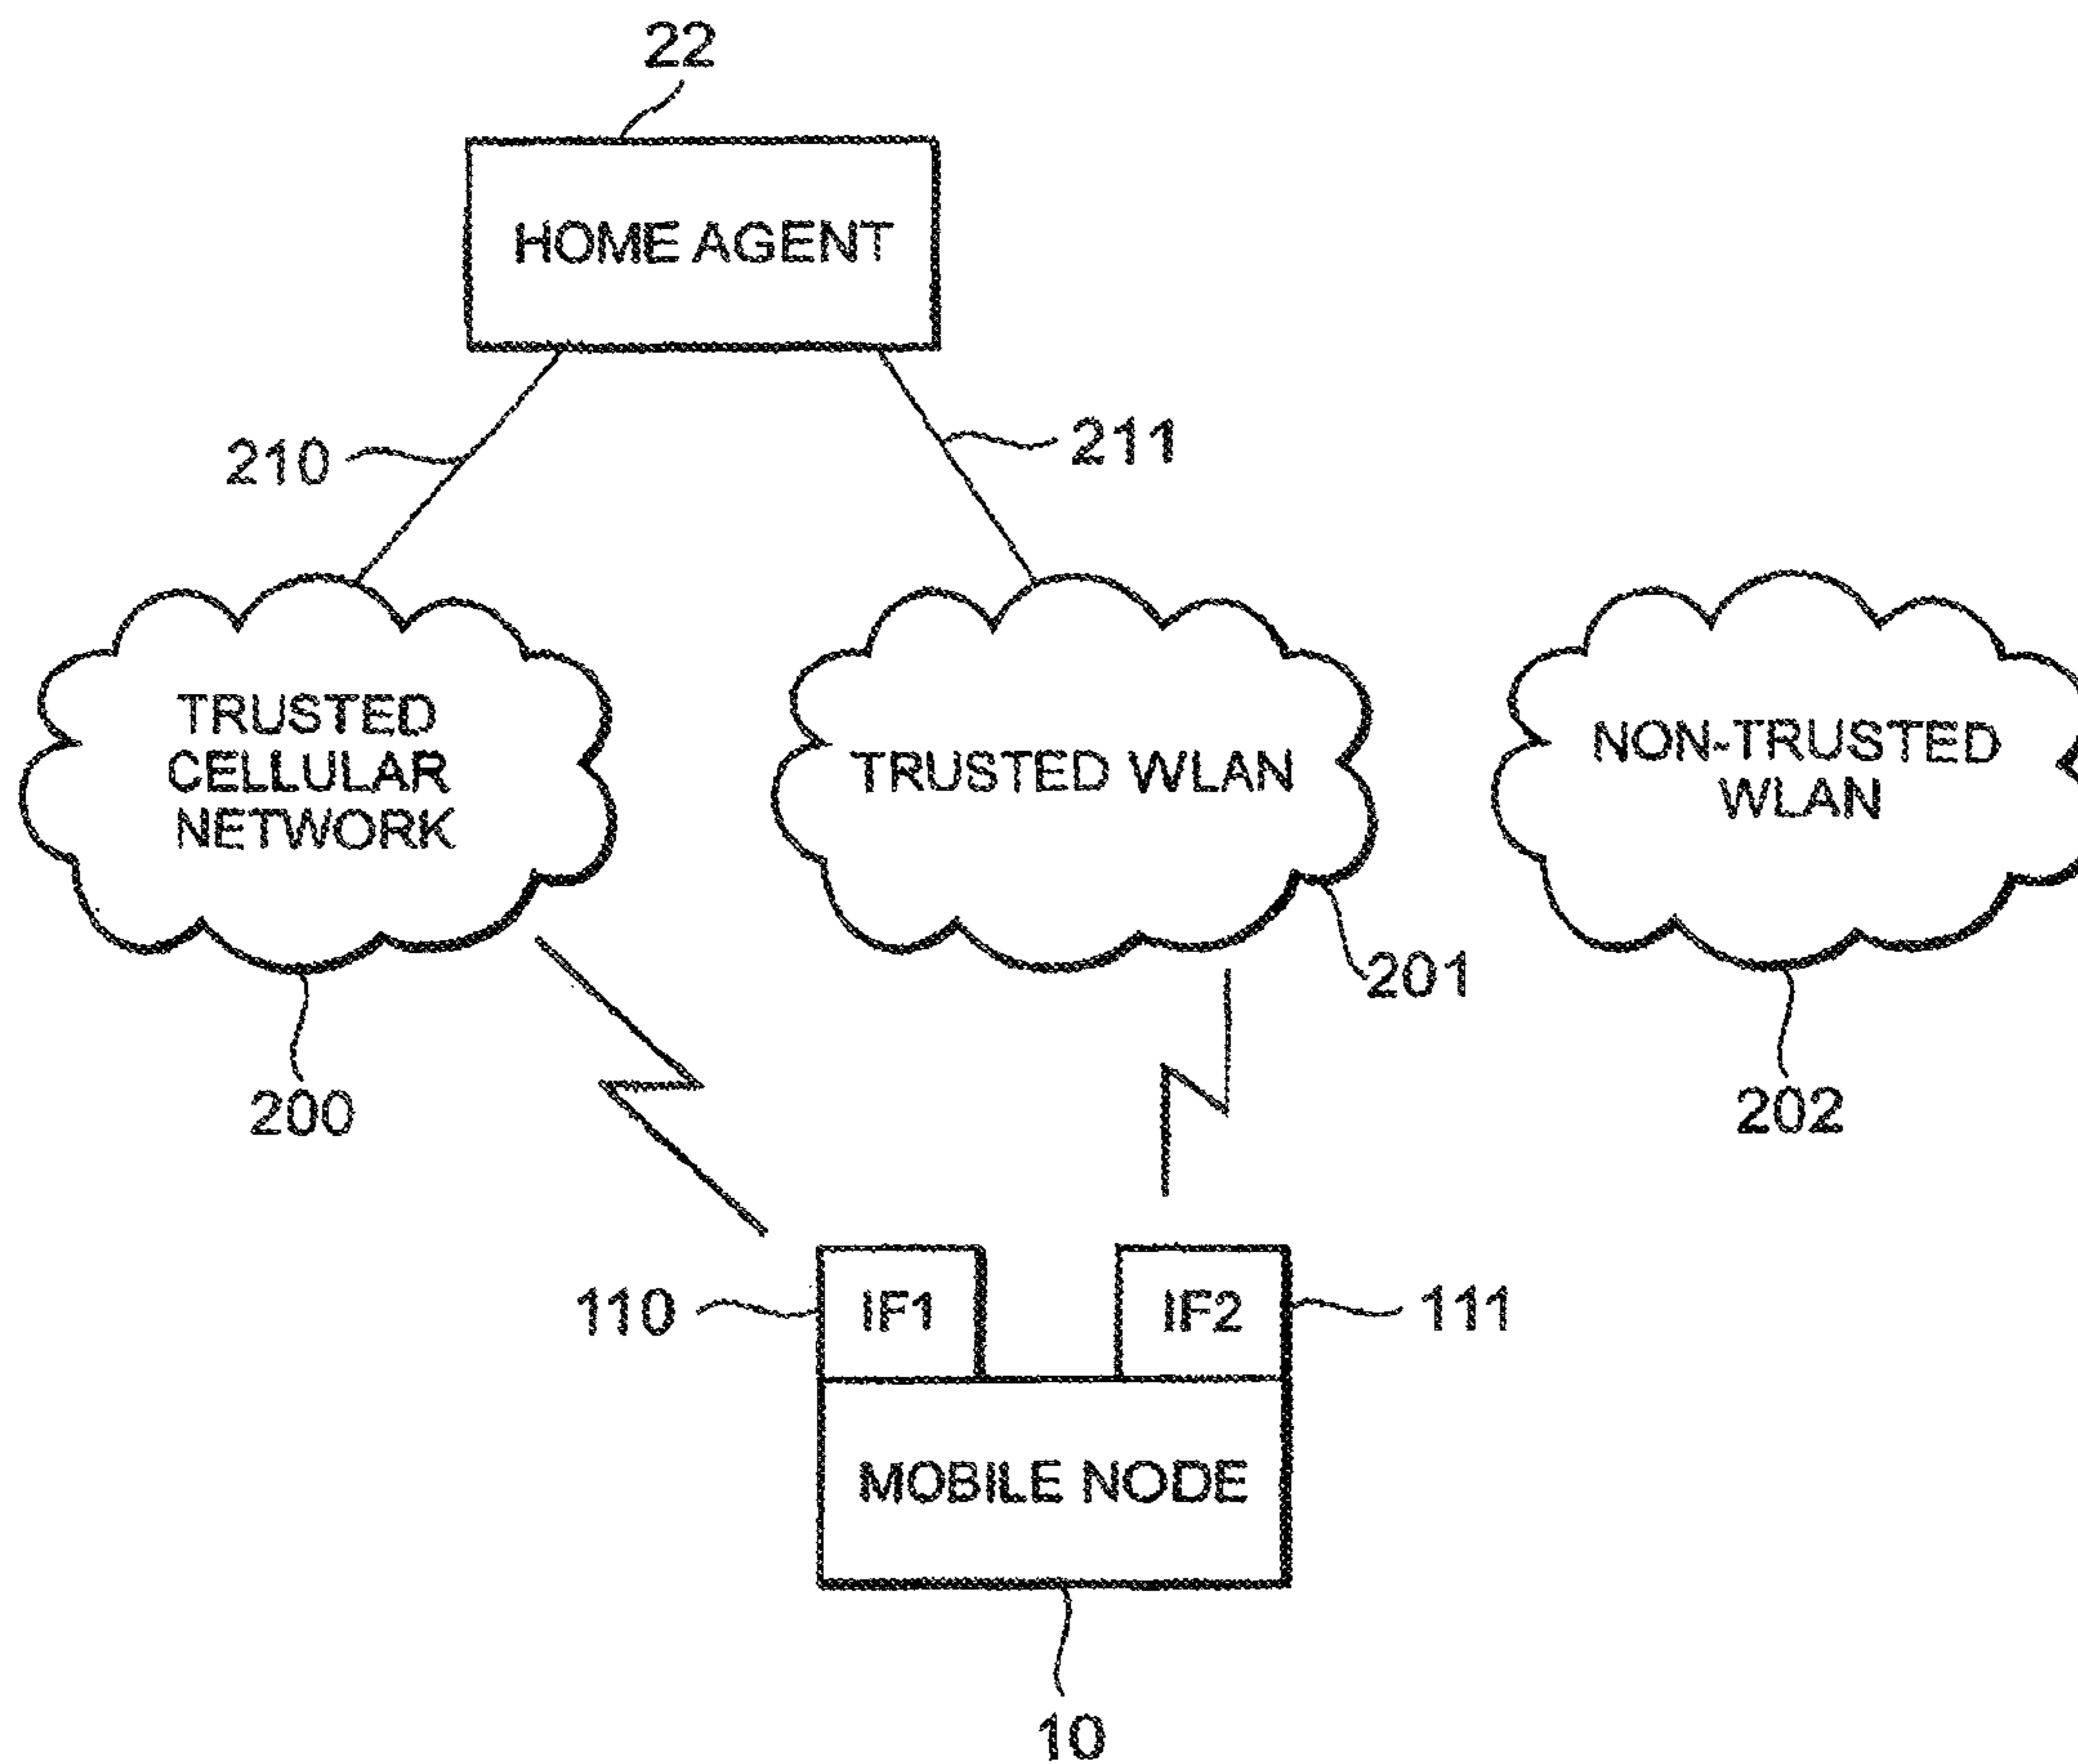 22
HOME AGENT
210
211
TRUSTED
CELLULAR
NETWORK
TRUSTED WLAN
NON-TRUSTED
WLAN
201
200
202
110
IF1
IF2
111
MOBILE NODE
10